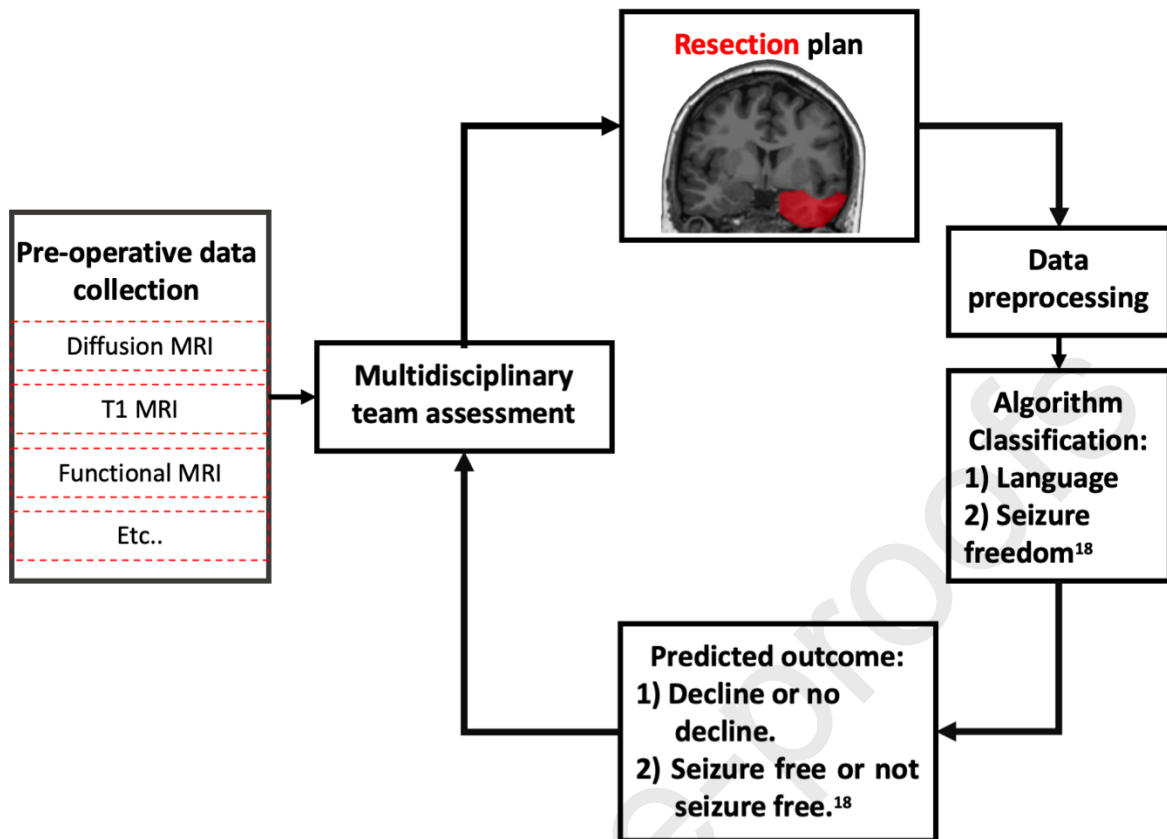 Resection plan
Pre-operative data
collection
Diffusion MRI
T1 MRI
Functional MRI
Etc..
Multidisciplinary
team assessment
Data
preprocessing
Algorithm
Classification:
1) Language
2) Seizure
freedom¹⁸
Predicted outcome:
1) Decline or no
decline.
2) Seizure free or not
seizure free.¹⁸
e-proofs